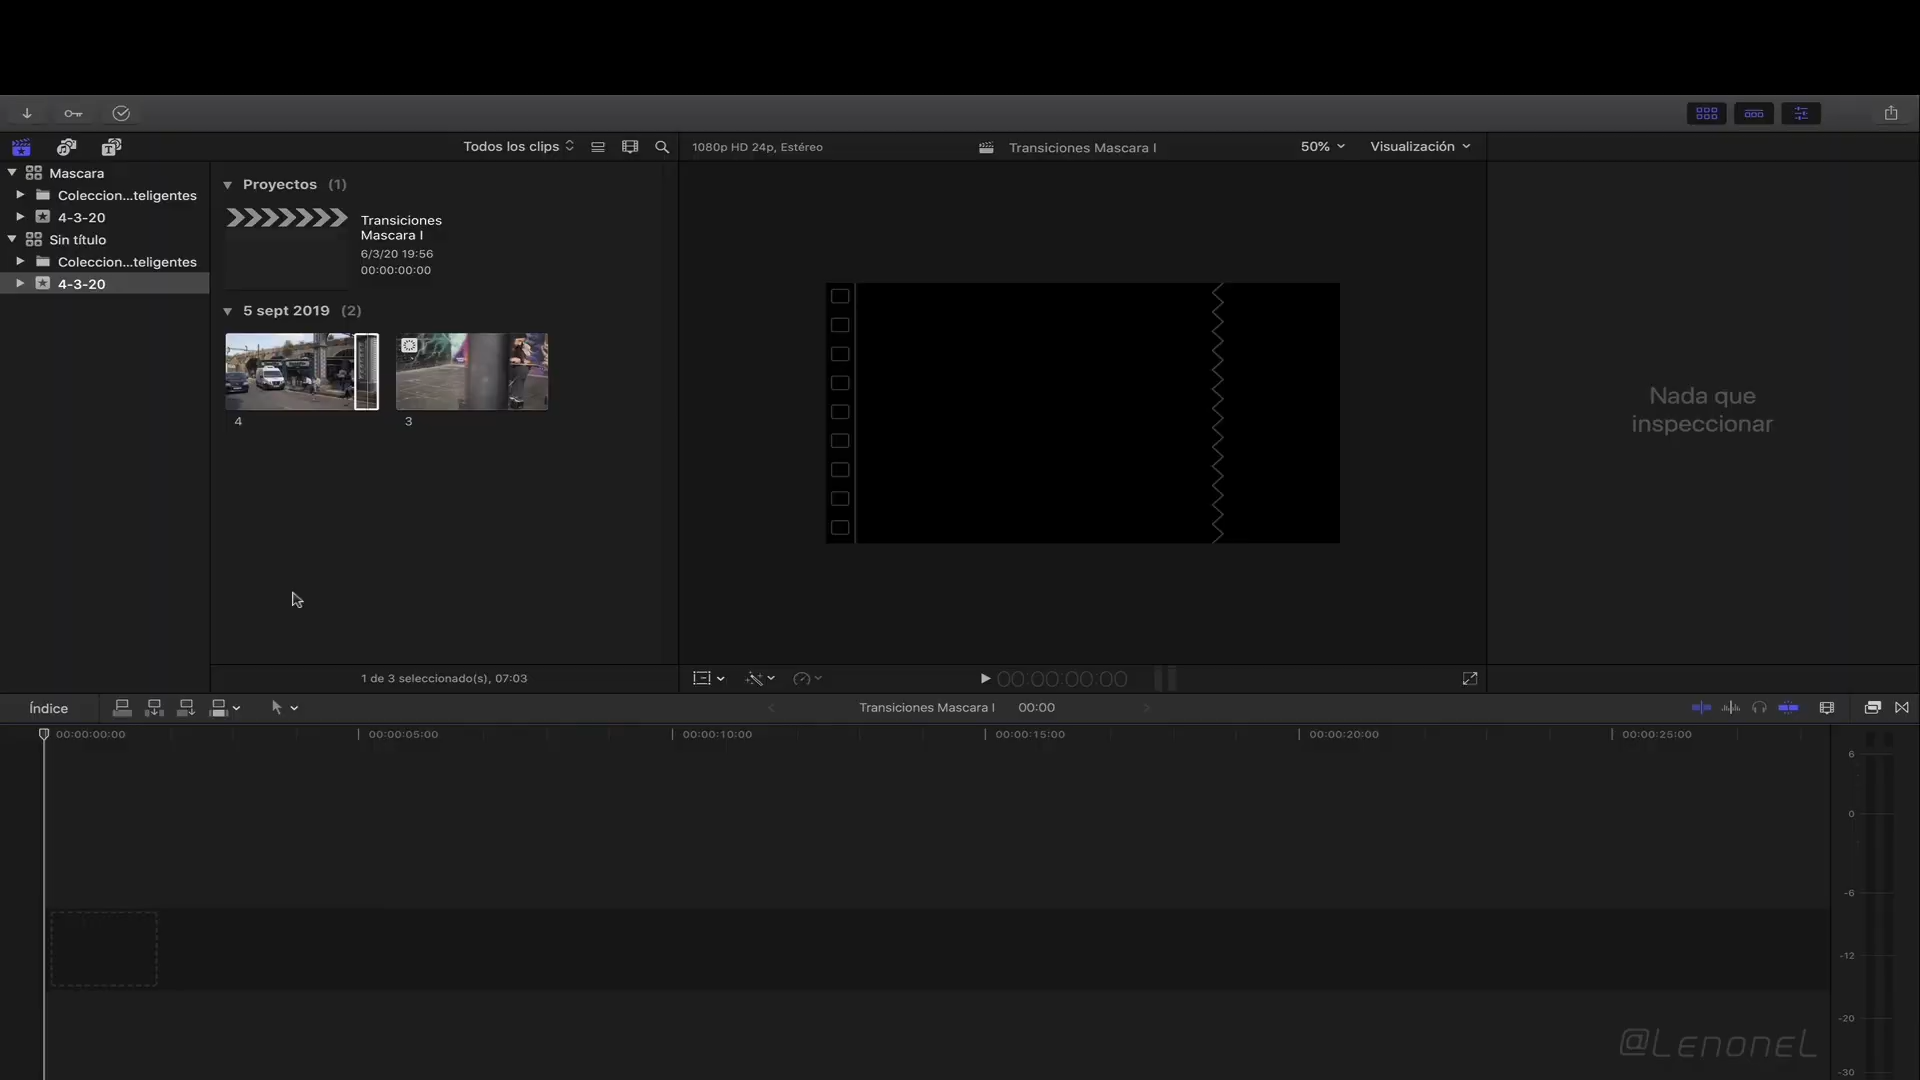 Todos los clips
1080p HD 24p, Estéreo
Transiciones Mascara I
50%
Visualización
Mascara
Coleccion...teligentes
4-3-20
Sin título
Coleccion...teligentes
4-3-20
Proyectos (1)
Transiciones
Mascara I
6/3/20 19:56
00:00:00:00
5 sept 2019 (2)
4
3
Nada que
inspeccionar
1 de 3 seleccionado(s), 07:03
00:00:00:00
Índice
Transiciones Mascara I 00:00
00:00:00:00
00:00:05:00
00:00:10:00
00:00:15:00
00:00:20:00
00:00:25:00
6
0
-6
-12
-20
-30
@Lenonel